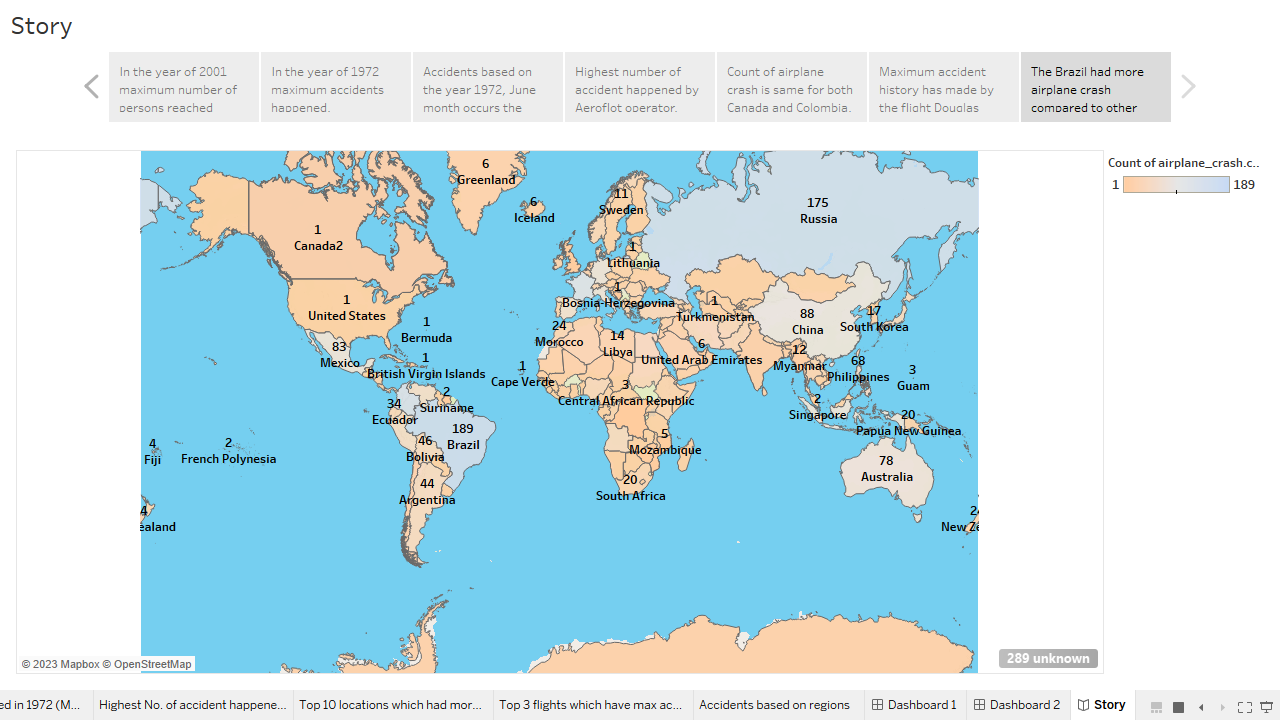 Story
In the year of 2001
maximum number of
persons reached
In the year of 1972
maximum accidents
happened.
Accidents based on
the year 1972, June
month occurs the
Highest number of
accident happened by
Aeroflot operator.
Count of airplane
crash is same for both
Canada and Colombia.
Maximum accident
history has made by
the flight Douglas
The Brazil had more
airplane crash
compared to other
Count of airplane_crash.c..
1
189
6
Greenland
6
Iceland
11
Sweden
175
Russia
1
Canada2
1
Lithuania
1
Bosnia-Herzegovina
1
Turkmenistan
1
United States
1
Bermuda
88
China
17
South Korea
24
Morocco
14
Libya
6
United Arab Emirates
12
Myanmar
68
Philippines
83
Mexico
1
British Virgin Islands
1
Cape Verde
3
Guam
3
Central African Republic
2
Suriname
34
Ecuador
2
Singapore
20
Papua New Guinea
189
Brazil
5
Mozambique
4
Fiji
2
French Polynesia
46
Bolivia
78
Australia
44
Argentina
20
South Africa
4
ealand
2
New Ze
© 2023 Mapbox © OpenStreetMap
289 unknown
ed in 1972 (M...
Highest No. of accident happene...
Top 10 locations which had mor...
Top 3 flights which have max ac...
Accidents based on regions
Dashboard 1
Dashboard 2
Story